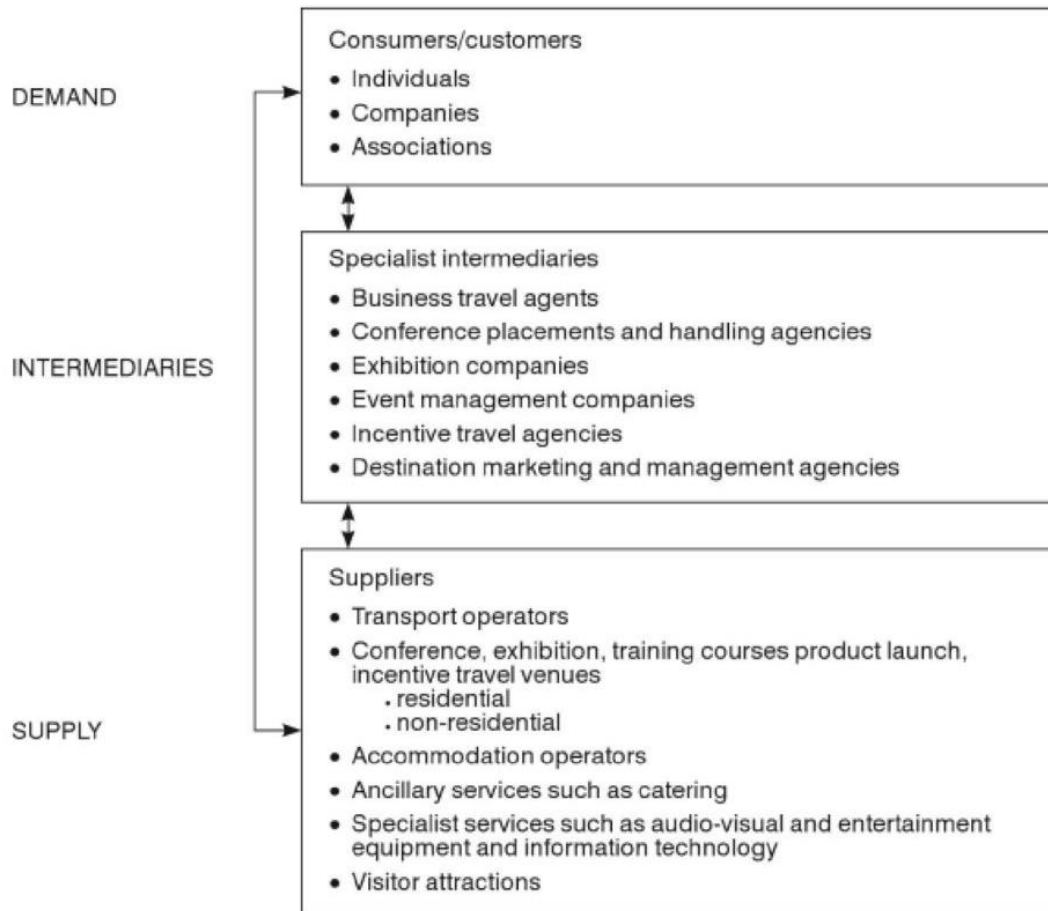 DEMAND
Consumers/customers
• Individuals
• Companies
• Associations
INTERMEDIARIES
Specialist intermediaries
• Business travel agents
• Conference placements and handling agencies
• Exhibition companies
• Event management companies
• Incentive travel agencies
• Destination marketing and management agencies
SUPPLY
Suppliers
• Transport operators
• Conference, exhibition, training courses product launch,
incentive travel venues
• residential
• non-residential
• Accommodation operators
• Ancillary services such as catering
• Specialist services such as audio-visual and entertainment
equipment and information technology
• Visitor attractions